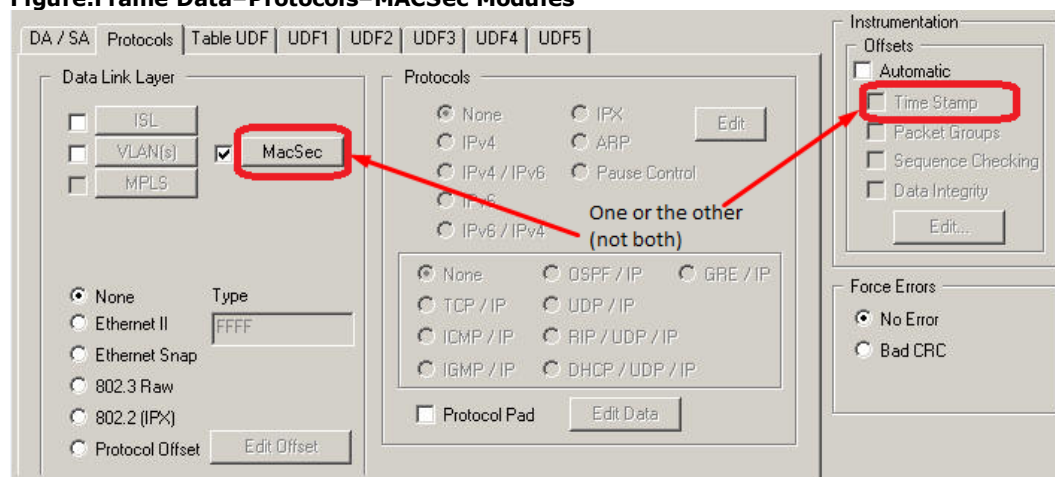 Figure:Frame Data–Protocols–MACSec Modules
DA / SA Protocols Table UDF UDF1 UDF2 UDF3 UDF4 UDF5
Data Link Layer
ISL
VLAN(s)
MPLS
MacSec
None
Ethernet II
Ethernet Snap
802.3 Raw
802.2 (IPX)
Protocol Offset
Type
FFFF
Edit Offset
Protocols
None
IPv4
IPv4 / IPv6
IPv6
IPv6 / IPv4
IPX
ARP
Pause Control
Edit
One or the other
(not both)
None
TCP / IP
ICMP / IP
IGMP / IP
OSPF / IP
UDP / IP
RIP / UDP / IP
DHCP / UDP / IP
GRE / IP
Protocol Pad
Edit Data
Instrumentation
Offsets
Automatic
Time Stamp
Packet Groups
Sequence Checking
Data Integrity
Edit...
Force Errors
No Error
Bad CRC